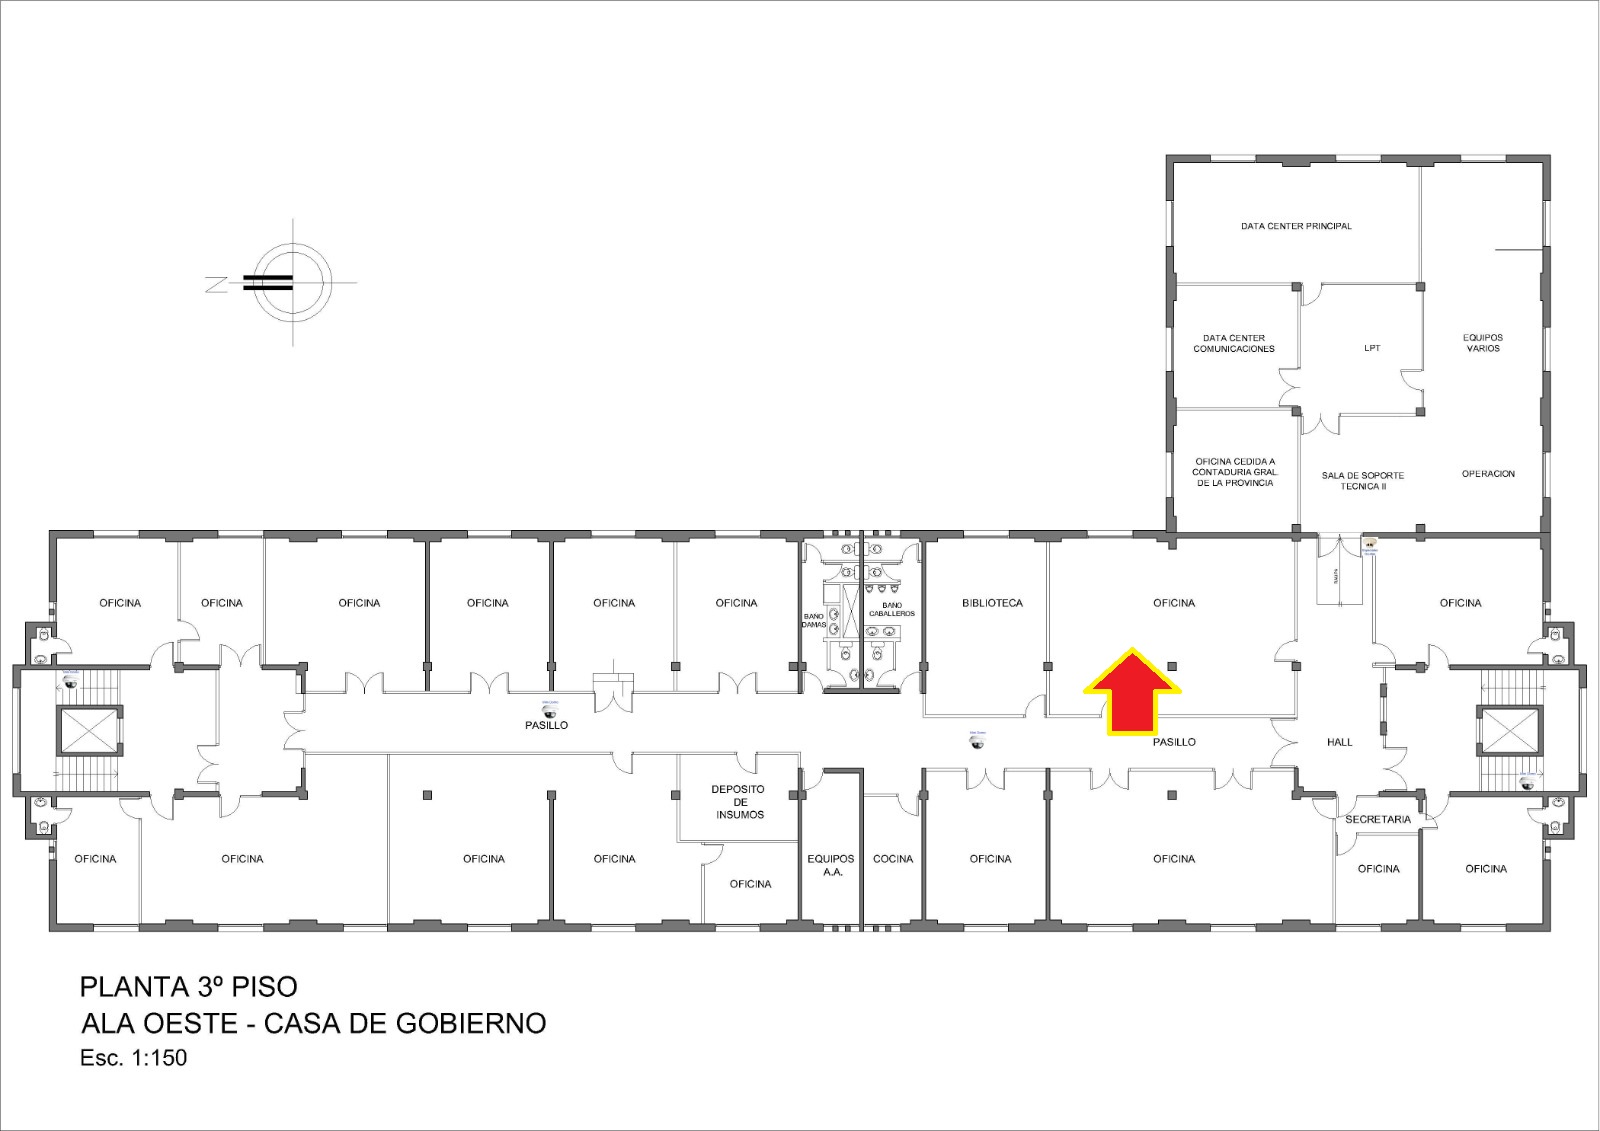 DATA CENTER PRINCIPAL
N
DATA CENTER
COMUNICACIONES
LPT
EQUIPOS
VARIOS
OFICINA CEDIDA A
CONTADURIA GRAL.
DE LA PROVINCIA
SALA DE SOPORTE
TECNICA II
OPERACION
OFICINA
OFICINA
OFICINA
OFICINA
OFICINA
OFICINA
BAÑO
DAMAS
BAÑO
CABALLEROS
BIBLIOTECA
OFICINA
OFICINA
PASILLO
PASILLO
HALL
DEPOSITO
DE
INSUMOS
SECRETARIA
OFICINA
OFICINA
OFICINA
OFICINA
OFICINA
EQUIPOS
A.A.
COCINA
OFICINA
OFICINA
OFICINA
OFICINA
PLANTA 3º PISO
ALA OESTE - CASA DE GOBIERNO
Esc. 1:150